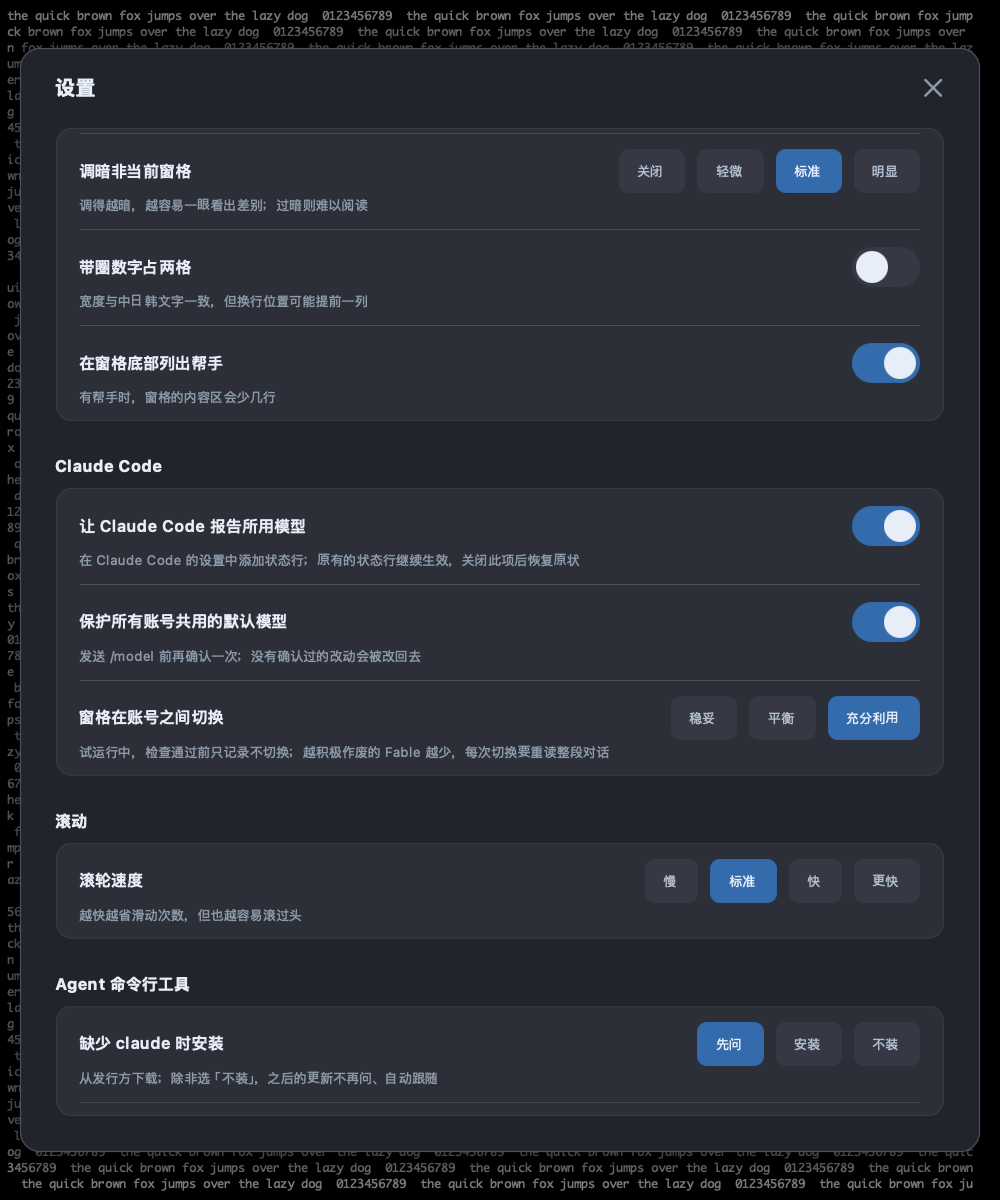 the quick brown fox jumps over the lazy dog  0123456789  the quick brown fox jumps over the lazy dog  0123456789  the quick brown fox jump
ck brown fox jumps over the lazy dog  0123456789  the quick brown fox jumps over the lazy dog  0123456789  the quick brown fox jumps over
设置
调暗非当前窗格
关闭
轻微
标准
明显
调得越暗，越容易一眼看出差别；过暗则难以阅读
带圈数字占两格
宽度与中日韩文字一致，但换行位置可能提前一列
在窗格底部列出帮手
有帮手时，窗格的内容区会少几行
Claude Code
让 Claude Code 报告所用模型
在 Claude Code 的设置中添加状态行；原有的状态行继续生效，关闭此项后恢复原状
保护所有账号共用的默认模型
发送 /model 前再确认一次；没有确认过的改动会被改回去
窗格在账号之间切换
稳妥
平衡
充分利用
试运行中，检查通过前只记录不切换；越积极作废的 Fable 越少，每次切换要重读整段对话
滚动
滚轮速度
慢
标准
快
更快
越快越省滑动次数，但也越容易滚过头
Agent 命令行工具
缺少 claude 时安装
先问
安装
不装
从发行方下载；除非选「不装」，之后的更新不再问、自动跟随
3456789  the quick brown fox jumps over the lazy dog  0123456789  the quick brown fox jumps over the lazy dog  0123456789  the quick brown
the quick brown fox jumps over the lazy dog  0123456789  the quick brown fox jumps over the lazy dog  0123456789  the quick brown fox ju